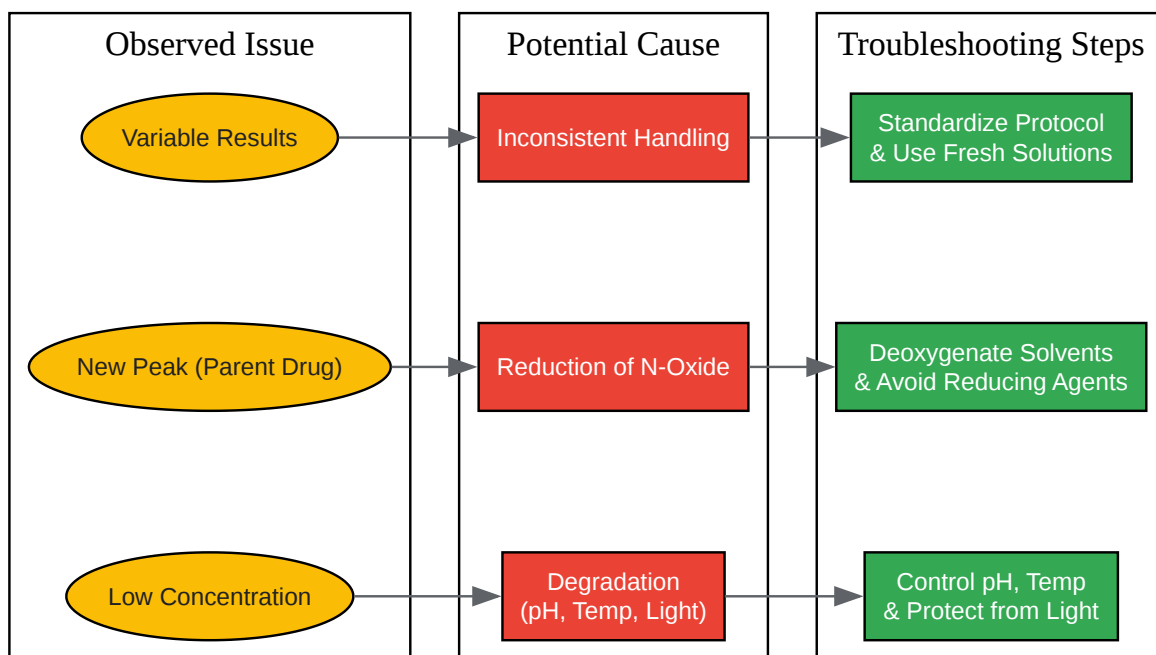 Observed Issue
Potential Cause
Troubleshooting Steps
Variable Results
Inconsistent Handling
Standardize Protocol
& Use Fresh Solutions
New Peak (Parent Drug)
Reduction of N-Oxide
Deoxygenate Solvents
& Avoid Reducing Agents
Low Concentration
Degradation
(pH, Temp, Light)
Control pH, Temp
& Protect from Light